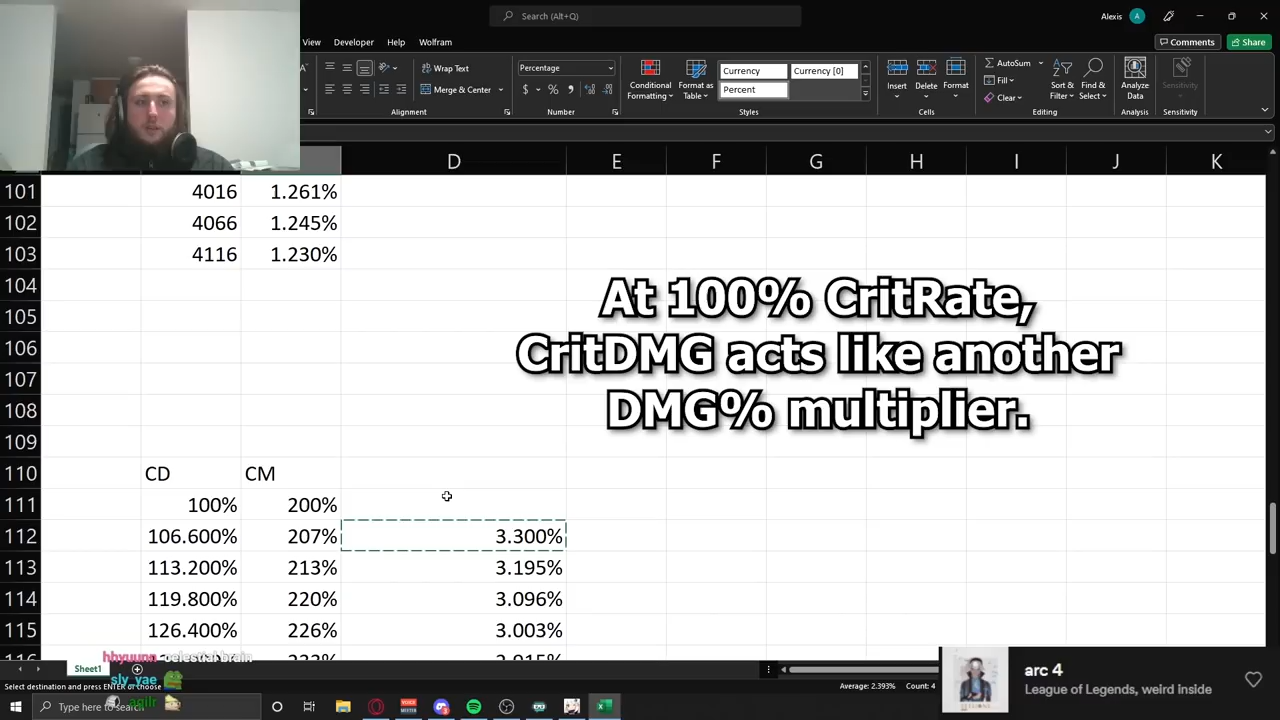 Search (Alt+Q)
Alexis
A
View Developer Help Wolfram
Comments
Share
Wrap Text
Merge & Center
Alignment
Percentage
$ % ,
Number
Conditional Formatting
Format as Table
Currency
Currency [0]
Percent
Styles
Insert
Delete
Format
Cells
AutoSum
Fill
Clear
Sort & Filter
Find & Select
Editing
Analyze Data
Analysis
Sensitivity
Sensitivity
D E F G H I J K
101 4016 1.261%
102 4066 1.245%
103 4116 1.230%
104
105
106
107
108
109
At 100% CritRate,
CritDMG acts like another
DMG% multiplier.
110 CD CM
111 100% 200%
112 106.600% 207% 3.300%
113 113.200% 213% 3.195%
114 119.800% 220% 3.096%
115 126.400% 226% 3.003%
hhyuunn celestial brain
sly_yae
agilr
Sheet1
Select destination and press ENTER or choose
Average: 2.393% Count: 4
arc 4
League of Legends, weird inside
Type here to search